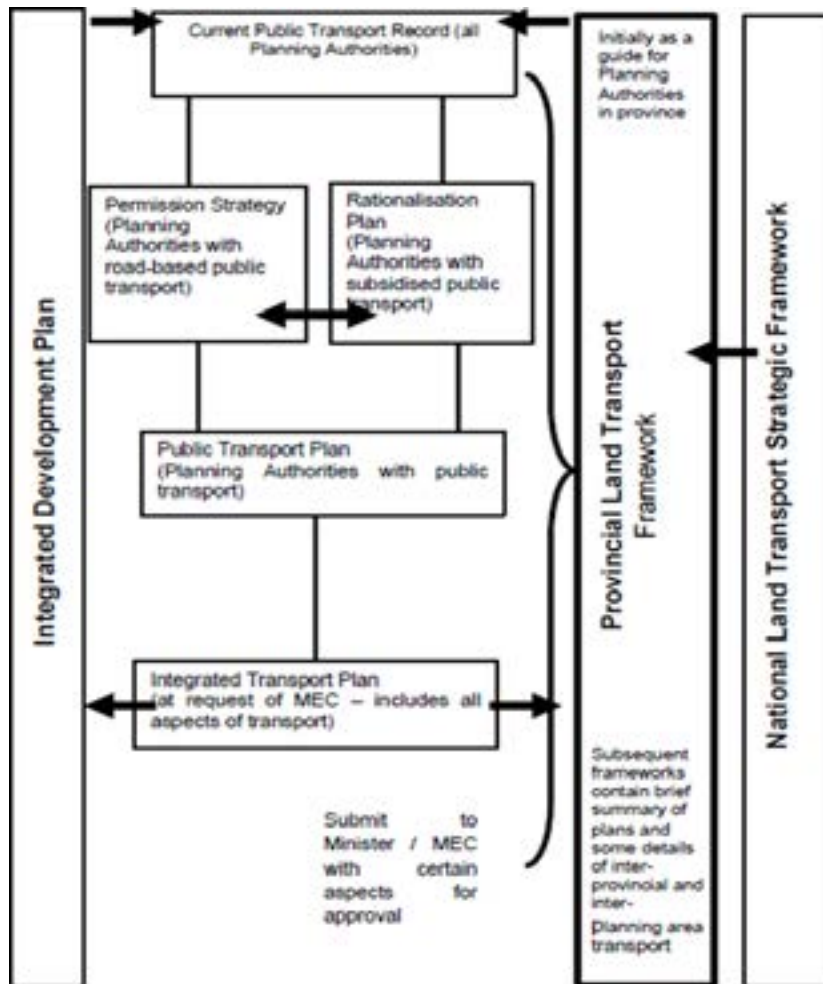 Current Public Transport Record (all
Planning Authorities)
Initially as a
guide for
Planning
Authorities
in province
Permission Strategy
(Planning
Authorities with
road-based public
transport)
Rationalisation
Plan
(Planning
Authorities with
subsidised public
transport)
Public Transport Plan
(Planning Authorities with public
transport)
Integrated Transport Plan
(at request of MEC – includes all
aspects of transport)
Submit to
Minister / MEC
with certain
aspects for
approval
Subsequent
frameworks
contain brief
summary of
plans and
some details
of inter-
provincial and
inter-
Planning area
transport
Integrated Development Plan
Provincial Land Transport
Framework
National Land Transport Strategic Framework